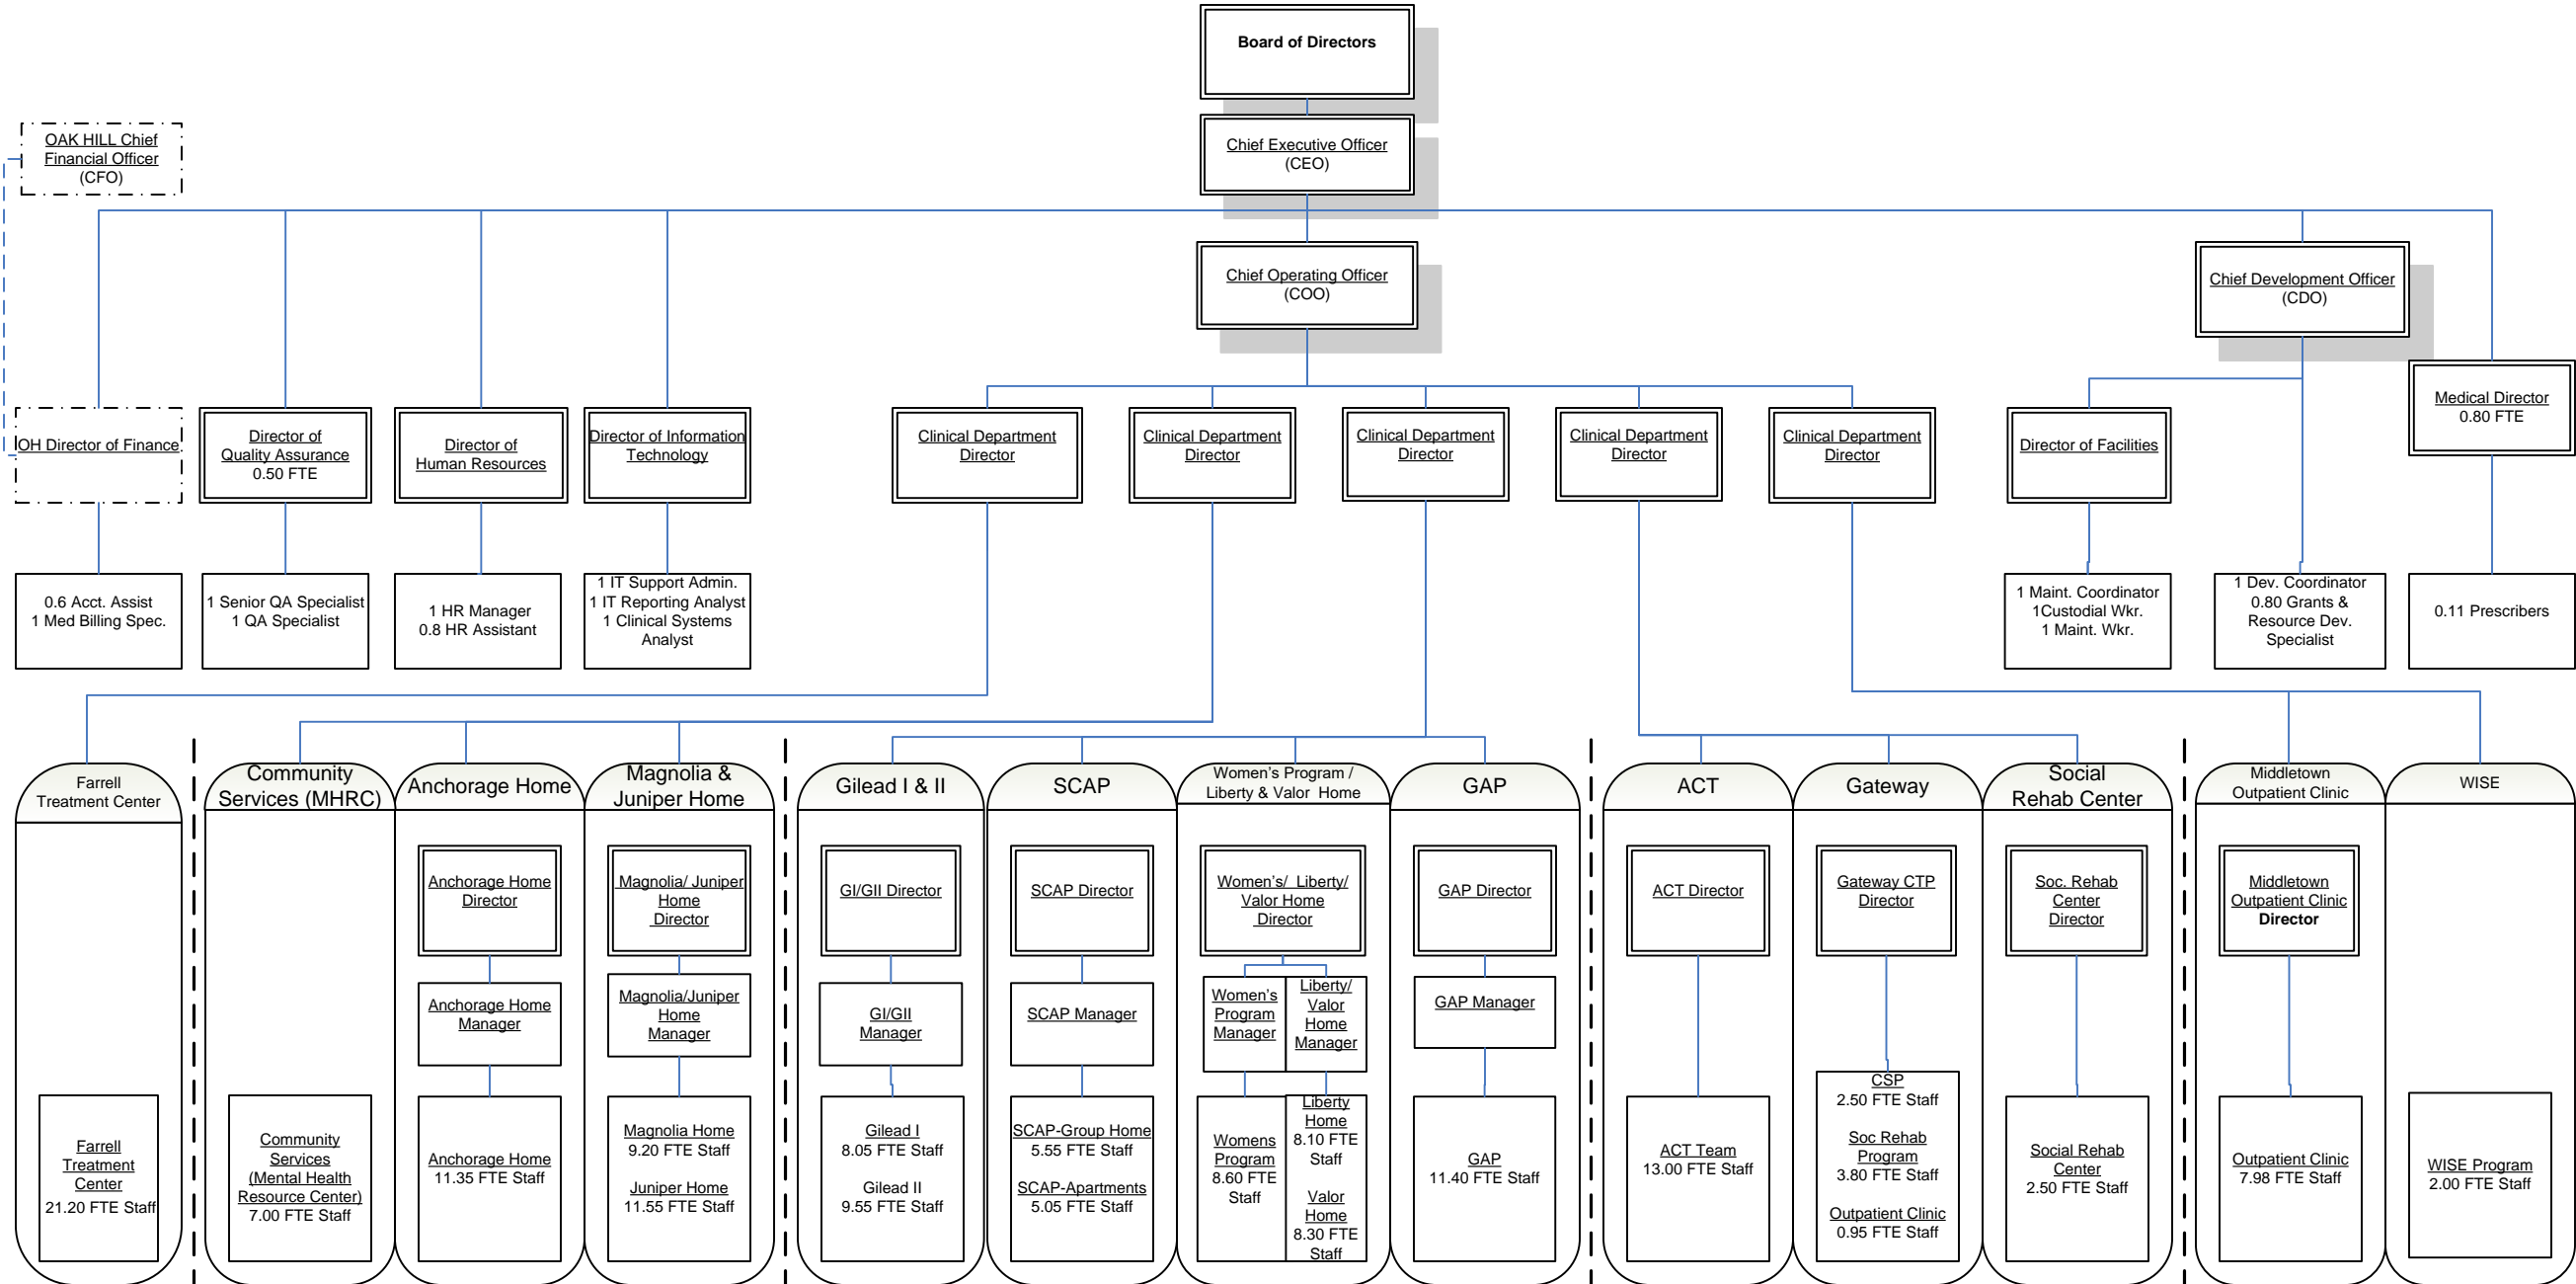 Board of Directors
OAK HILL Chief
Financial Officer
(CFO)
Chief Executive Officer
(CEO)
Chief Operating Officer
(COO)
Chief Development Officer
(CDO)
OH Director of Finance
Director of
Quality Assurance
0.50 FTE
Director of
Human Resources
Director of Information
Technology
Clinical Department
Director
Clinical Department
Director
Clinical Department
Director
Clinical Department
Director
Clinical Department
Director
Director of Facilities
Medical Director
0.80 FTE
0.6 Acct. Assist
1 Med Billing Spec.
1 Senior QA Specialist
1 QA Specialist
1 HR Manager
0.8 HR Assistant
1 IT Support Admin.
1 IT Reporting Analyst
1 Clinical Systems
Analyst
1 Maint. Coordinator
1Custodial Wkr.
1 Maint. Wkr.
1 Dev. Coordinator
0.80 Grants &
Resource Dev.
Specialist
0.11 Prescribers
Farrell
Treatment Center
Farrell
Treatment
Center
21.20 FTE Staff
Community
Services (MHRC)
Community
Services
(Mental Health
Resource Center)
7.00 FTE Staff
Anchorage Home
Anchorage Home
Director
Anchorage Home
Manager
Anchorage Home
11.35 FTE Staff
Magnolia &
Juniper Home
Magnolia/ Juniper
Home
Director
Magnolia/Juniper
Home
Manager
Magnolia Home
9.20 FTE Staff
Juniper Home
11.55 FTE Staff
Gilead I & II
GI/GII Director
GI/GII
Manager
Gilead I
8.05 FTE Staff
Gilead II
9.55 FTE Staff
SCAP
SCAP Director
SCAP Manager
SCAP-Group Home
5.55 FTE Staff
SCAP-Apartments
5.05 FTE Staff
Women's Program /
Liberty & Valor Home
Women's/ Liberty/
Valor Home
Director
Women's
Program
Manager
Liberty/
Valor
Home
Manager
Womens
Program
8.60 FTE
Staff
Liberty
Home
8.10 FTE
Staff
Valor
Home
8.30 FTE
Staff
GAP
GAP Director
GAP Manager
GAP
11.40 FTE Staff
ACT
ACT Director
ACT Team
13.00 FTE Staff
Gateway
Gateway CTP
Director
CSP
2.50 FTE Staff
Soc Rehab
Program
3.80 FTE Staff
Outpatient Clinic
0.95 FTE Staff
Social
Rehab Center
Soc. Rehab
Center
Director
Social Rehab
Center
2.50 FTE Staff
Middletown
Outpatient Clinic
Middletown
Outpatient Clinic
Director
Outpatient Clinic
7.98 FTE Staff
WISE
WISE Program
2.00 FTE Staff